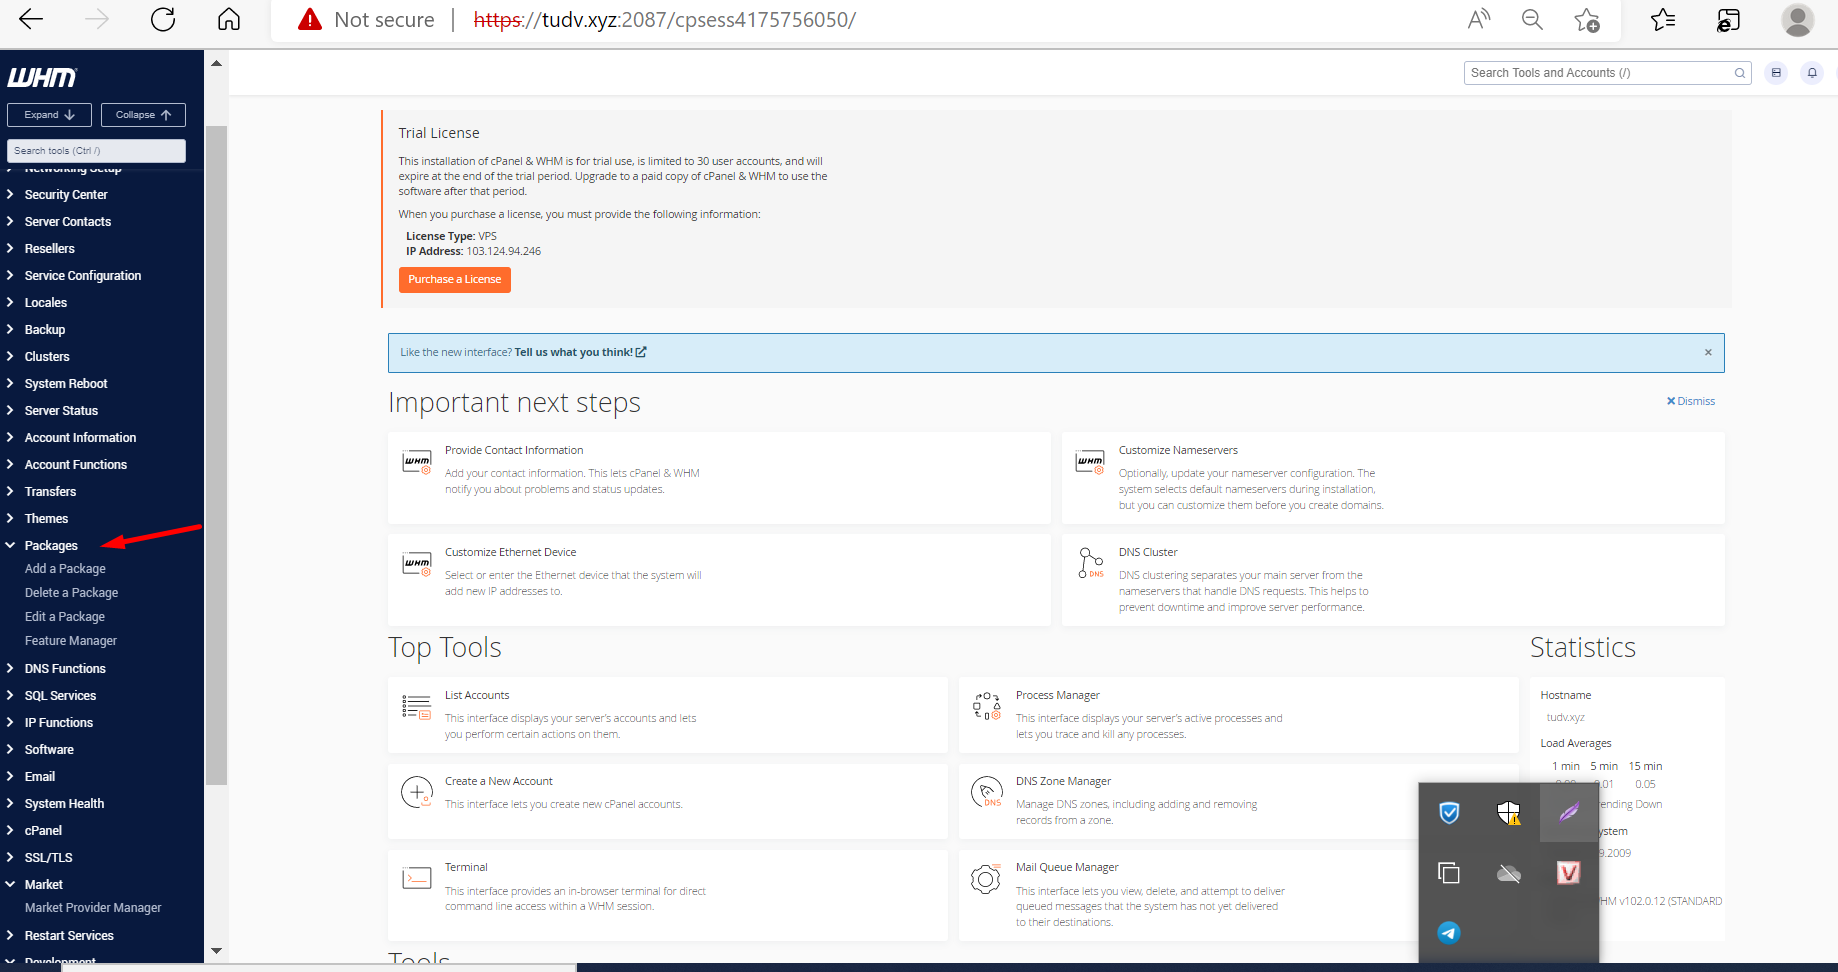 Not secure | https://tudv.xyz:2087/cpsess4175756050/
WHM
Expand
Collapse
Search tools (Ctrl /)
Networking Setup
Security Center
Server Contacts
Resellers
Service Configuration
Locales
Backup
Clusters
System Reboot
Server Status
Account Information
Account Functions
Transfers
Themes
Packages
Add a Package
Delete a Package
Edit a Package
Feature Manager
DNS Functions
SQL Services
IP Functions
Software
Email
System Health
cPanel
SSL/TLS
Market
Market Provider Manager
Restart Services
Development
Search Tools and Accounts (/)
Trial License
This installation of cPanel & WHM is for trial use, is limited to 30 user accounts, and will
expire at the end of the trial period. Upgrade to a paid copy of cPanel & WHM to use the
software after that period.
When you purchase a license, you must provide the following information:
License Type: VPS
IP Address: 103.124.94.246
Purchase a License
Like the new interface? Tell us what you think!
×
Important next steps
Dismiss
WHM
Provide Contact Information
Add your contact information. This lets cPanel & WHM
notify you about problems and status updates.
WHM
Customize Nameservers
Optionally, update your nameserver configuration. The
system selects default nameservers during installation,
but you can customize them before you create domains.
WHM
Customize Ethernet Device
Select or enter the Ethernet device that the system will
add new IP addresses to.
DNS
DNS Cluster
DNS clustering separates your main server from the
nameservers that handle DNS requests. This helps to
prevent downtime and improve server performance.
Top Tools
List Accounts
This interface displays your server's accounts and lets
you perform certain actions on them.
Process Manager
This interface displays your server's active processes and
lets you trace and kill any processes.
Create a New Account
This interface lets you create new cPanel accounts.
DNS
DNS Zone Manager
Manage DNS zones, including adding and removing
records from a zone.
Terminal
This interface provides an in-browser terminal for direct
command line access within a WHM session.
Mail Queue Manager
This interface lets you view, delete, and attempt to deliver
queued messages that the system has not yet delivered
to their destinations.
Tools
Statistics
Hostname
tudv.xyz
Load Averages
1 min 5 min 15 min
.01 0.05
ending Down
ystem
9.2009
HM v102.0.12 (STANDARD